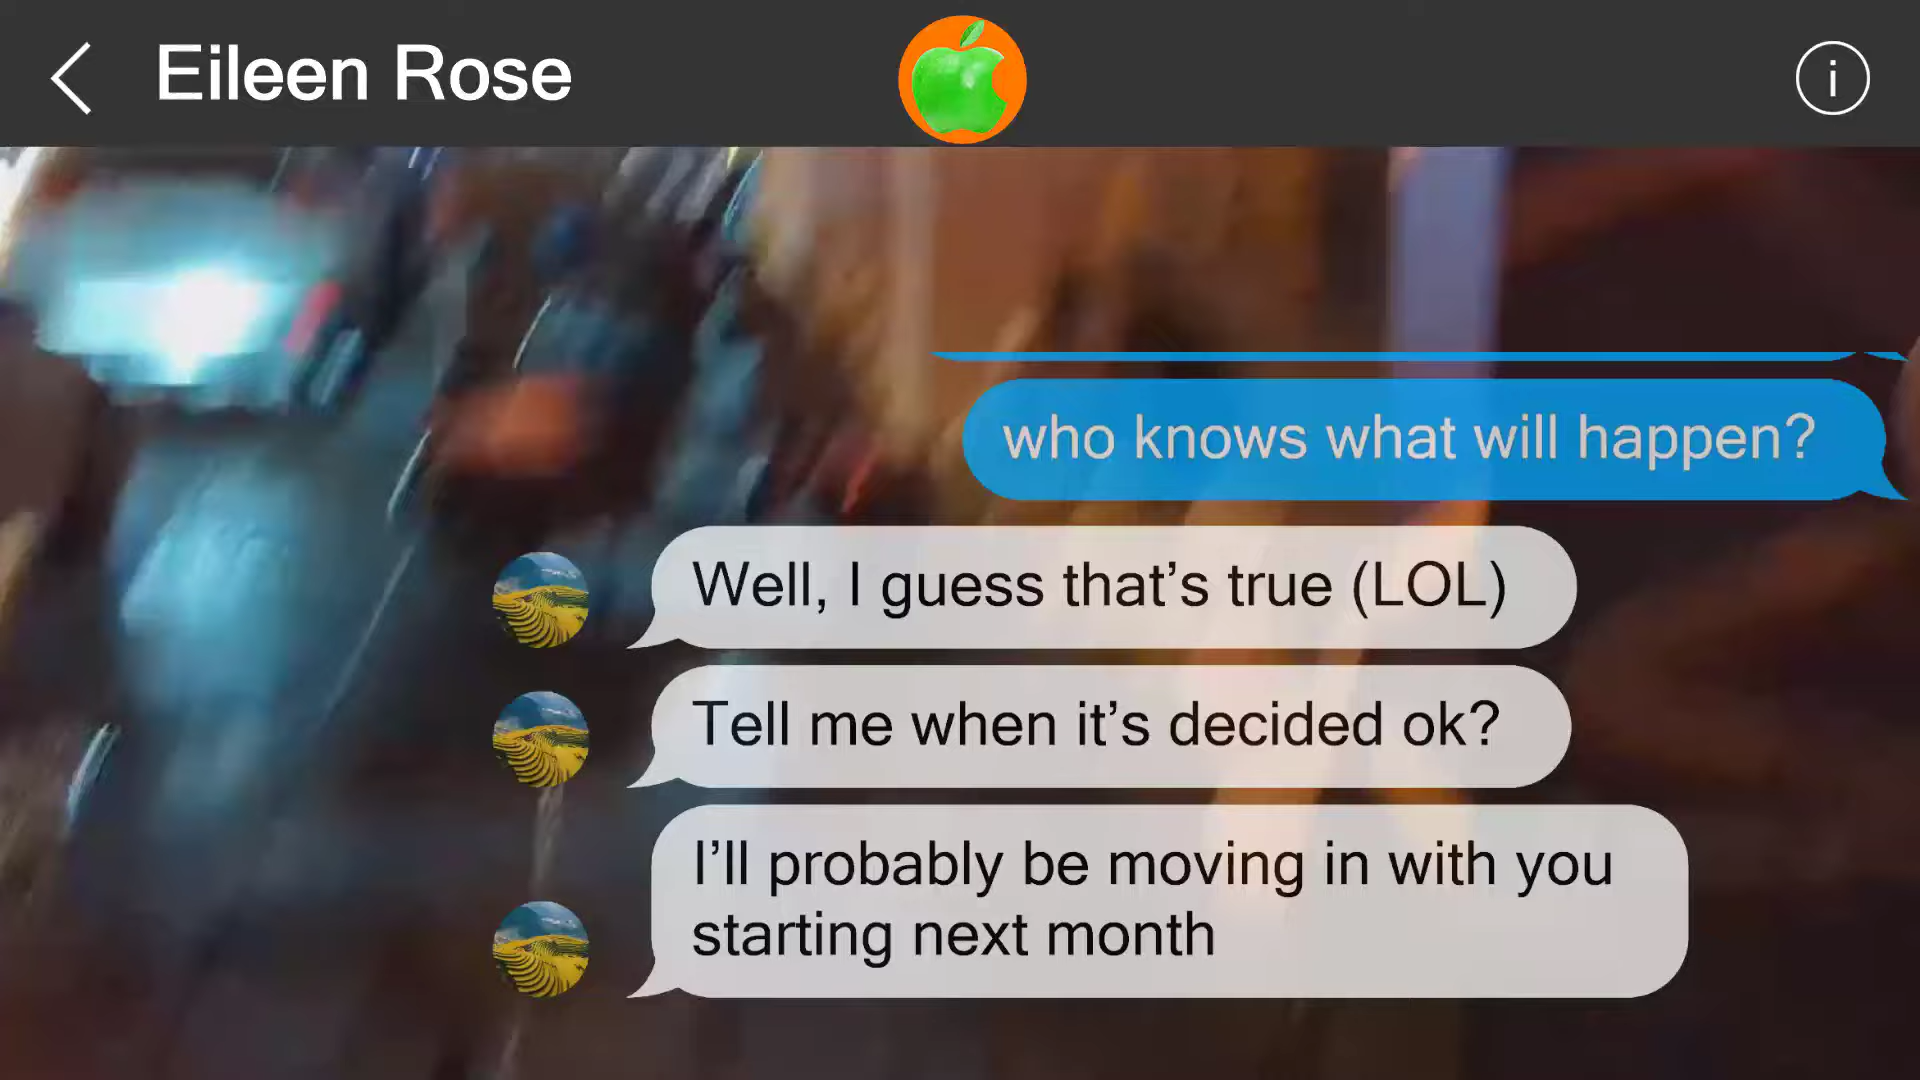 Eileen Rose
who knows what will happen?
Well, I guess that’s true (LOL)
Tell me when it’s decided ok?
I’ll probably be moving in with you
starting next month